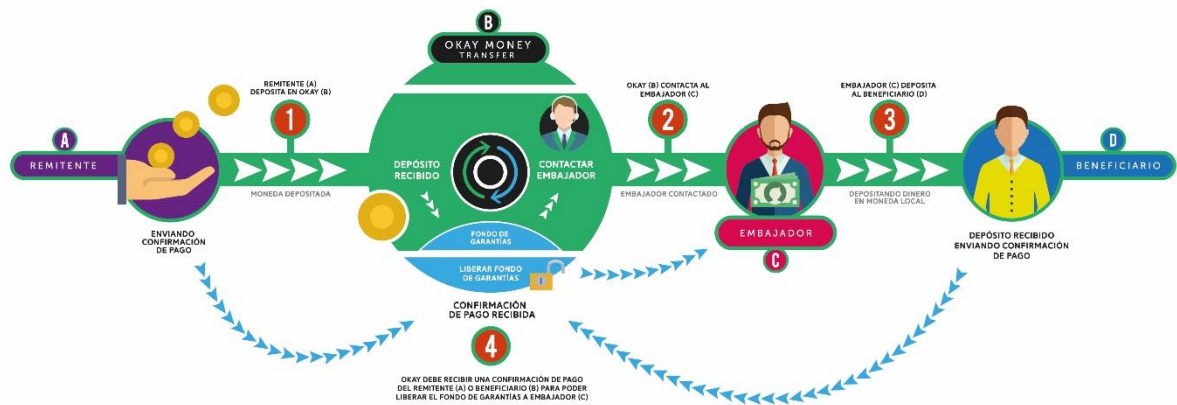 B
OKAY MONEY
TRANSFER
REMITENTE (A)
DEPOSITA EN OKAY (B)
1
OKAY (B) CONTACTA AL
EMBAJADOR (C)
2
EMBAJADOR (C) DEPOSITA
AL BENEFICIARIO (D)
3
A
REMITENTE
DEPÓSITO
RECIBIDO
CONTACTAR
EMBAJADOR
D
BENEFICIARIO
MONEDA DEPOSITADA
EMBAJADOR CONTACTADO
DEPOSITANDO DINERO
EN MONEDA LOCAL
ENVIANDO
CONFIRMACIÓN
DE PAGO
FONDO DE
GARANTÍAS
EMBAJADOR
C
DEPÓSITO RECIBIDO
ENVIANDO CONFIRMACIÓN
DE PAGO
LIBERAR FONDO
DE GARANTÍAS
CONFIRMACIÓN
DE PAGO RECIBIDA
4
OKAY DEBE RECIBIR UNA CONFIRMACIÓN DE PAGO
DEL REMITENTE (A) O BENEFICIARIO (B) PARA PODER
LIBERAR EL FONDO DE GARANTÍAS A EMBAJADOR (C)